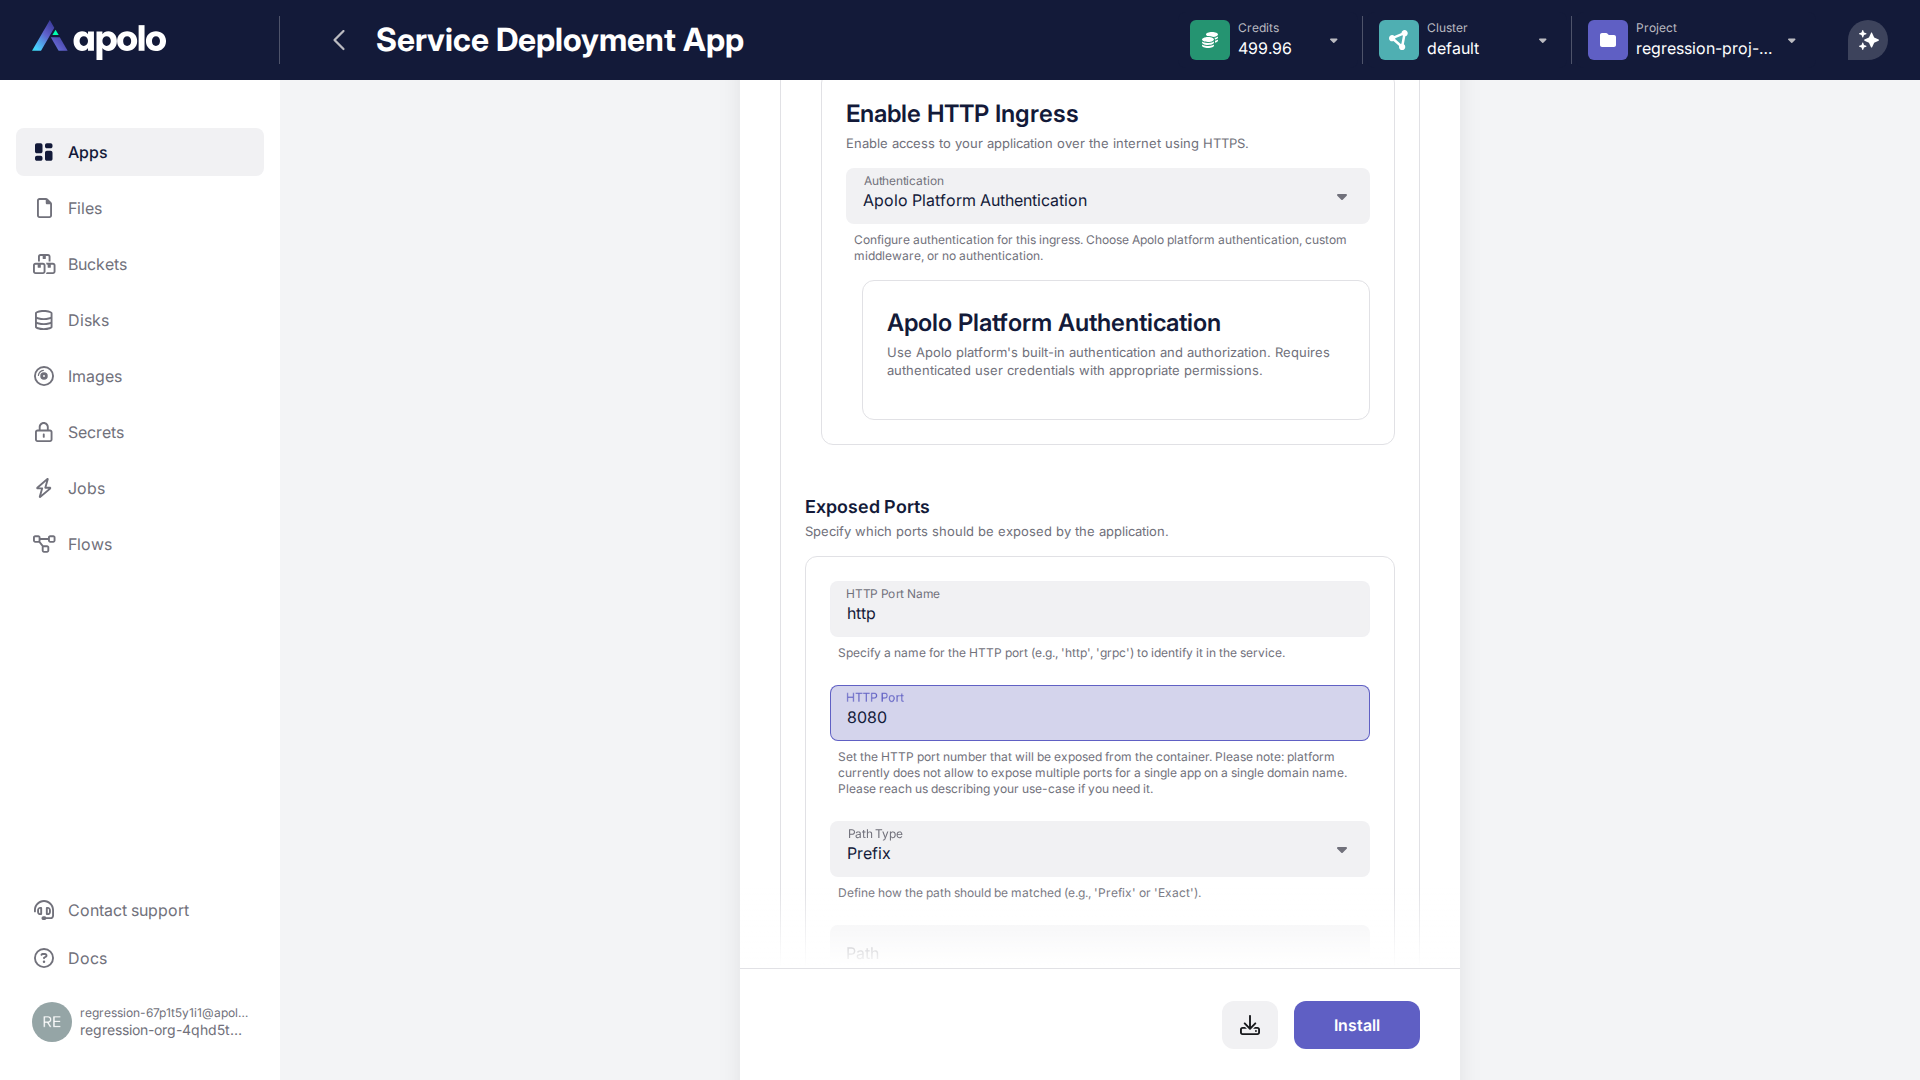 apolo
Service Deployment App
Credits
499.96
Cluster
default
Project
regression-proj-...
Apps
Files
Buckets
Disks
Images
Secrets
Jobs
Flows
Contact support
Docs
RE
regression-67p1t5y1i1@apol...
regression-org-4qhd5t...
Enable HTTP Ingress
Enable access to your application over the internet using HTTPS.
Authentication
Apolo Platform Authentication
Configure authentication for this ingress. Choose Apolo platform authentication, custom
middleware, or no authentication.
Apolo Platform Authentication
Use Apolo platform's built-in authentication and authorization. Requires
authenticated user credentials with appropriate permissions.
Exposed Ports
Specify which ports should be exposed by the application.
HTTP Port Name
http
Specify a name for the HTTP port (e.g., 'http', 'grpc') to identify it in the service.
HTTP Port
8080
Set the HTTP port number that will be exposed from the container. Please note: platform
currently does not allow to expose multiple ports for a single app on a single domain name.
Please reach us describing your use-case if you need it.
Path Type
Prefix
Define how the path should be matched (e.g., 'Prefix' or 'Exact').
Path
Install